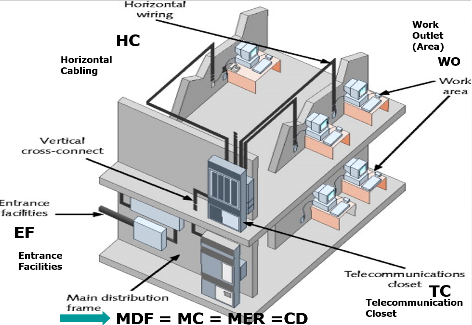 Horizontal
wiring
HC
Horizontal
Cabling
Work
Outlet
(Area)
WO
Work
area
Vertical
cross-connect
Entrance
facilities
EF
Entrance
Facilities
Main distribution
frame
Telecommunications
closet
TC
Telecommunication
Closet
MDF = MC = MER =CD